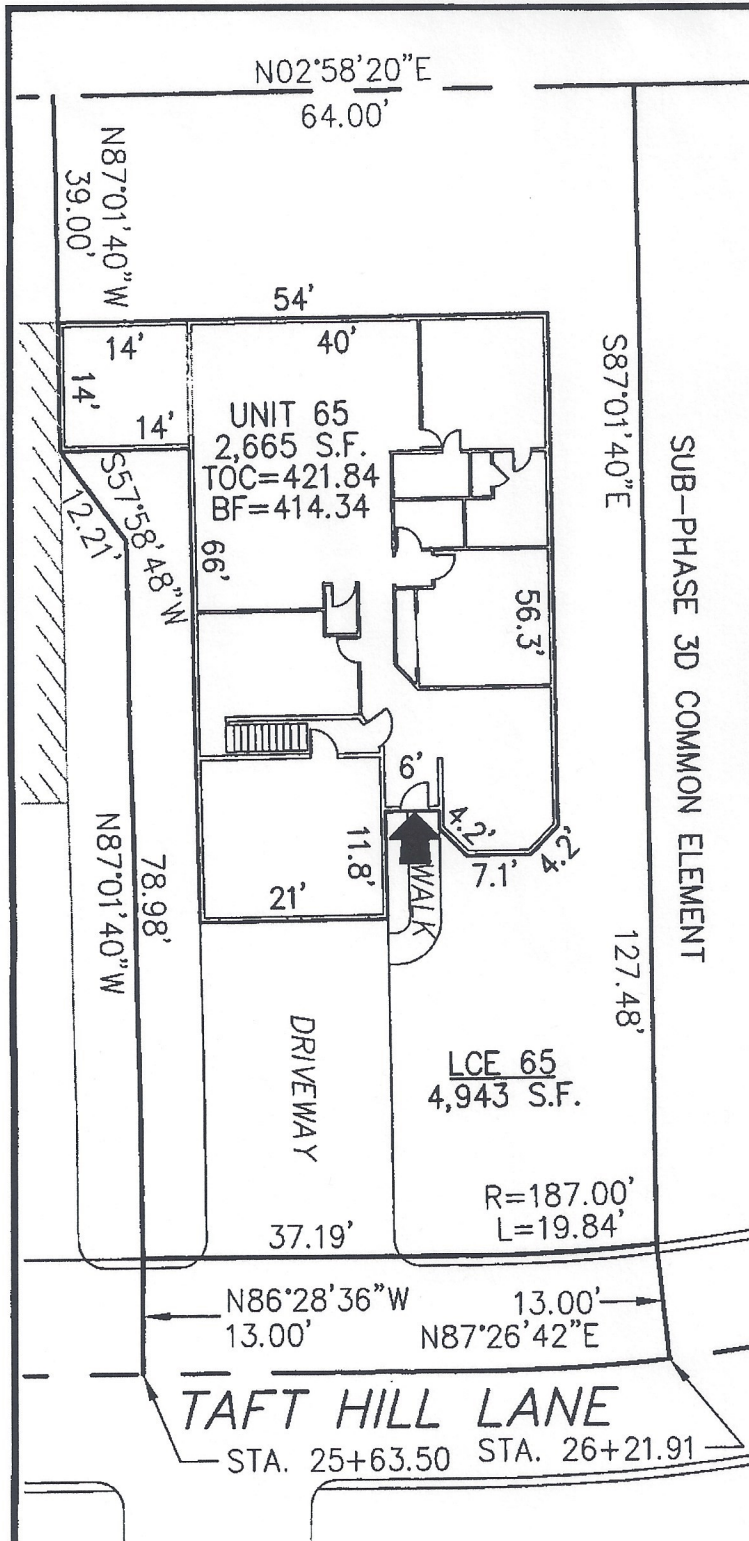 N02°58'20"E
64.00'
N87°01'40"W
39.00'
54'
14'
40'
14'
14'
UNIT 65
2,665 S.F.
TOC=421.84
BF=414.34
S87°01'40"E
SUB-PHASE 3D COMMON ELEMENT
S57°58'48"W
12.21'
66'
56.3'
6'
4.2'
7.1'
4.2'
11.8'
21'
WALK
N87°01'40"W
78.98'
127.48'
DRIVEWAY
LCE 65
4,943 S.F.
R=187.00'
L=19.84'
37.19'
N86°28'36"W
13.00'
13.00'
N87°26'42"E
TAFT HILL LANE
STA. 25+63.50
STA. 26+21.91